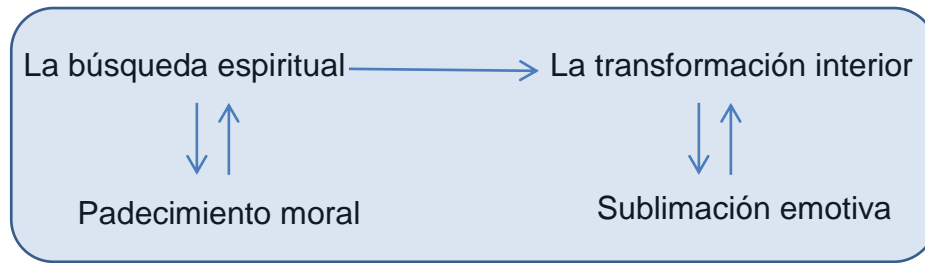 La búsqueda espiritual
La transformación interior
Padecimiento moral
Sublimación emotiva